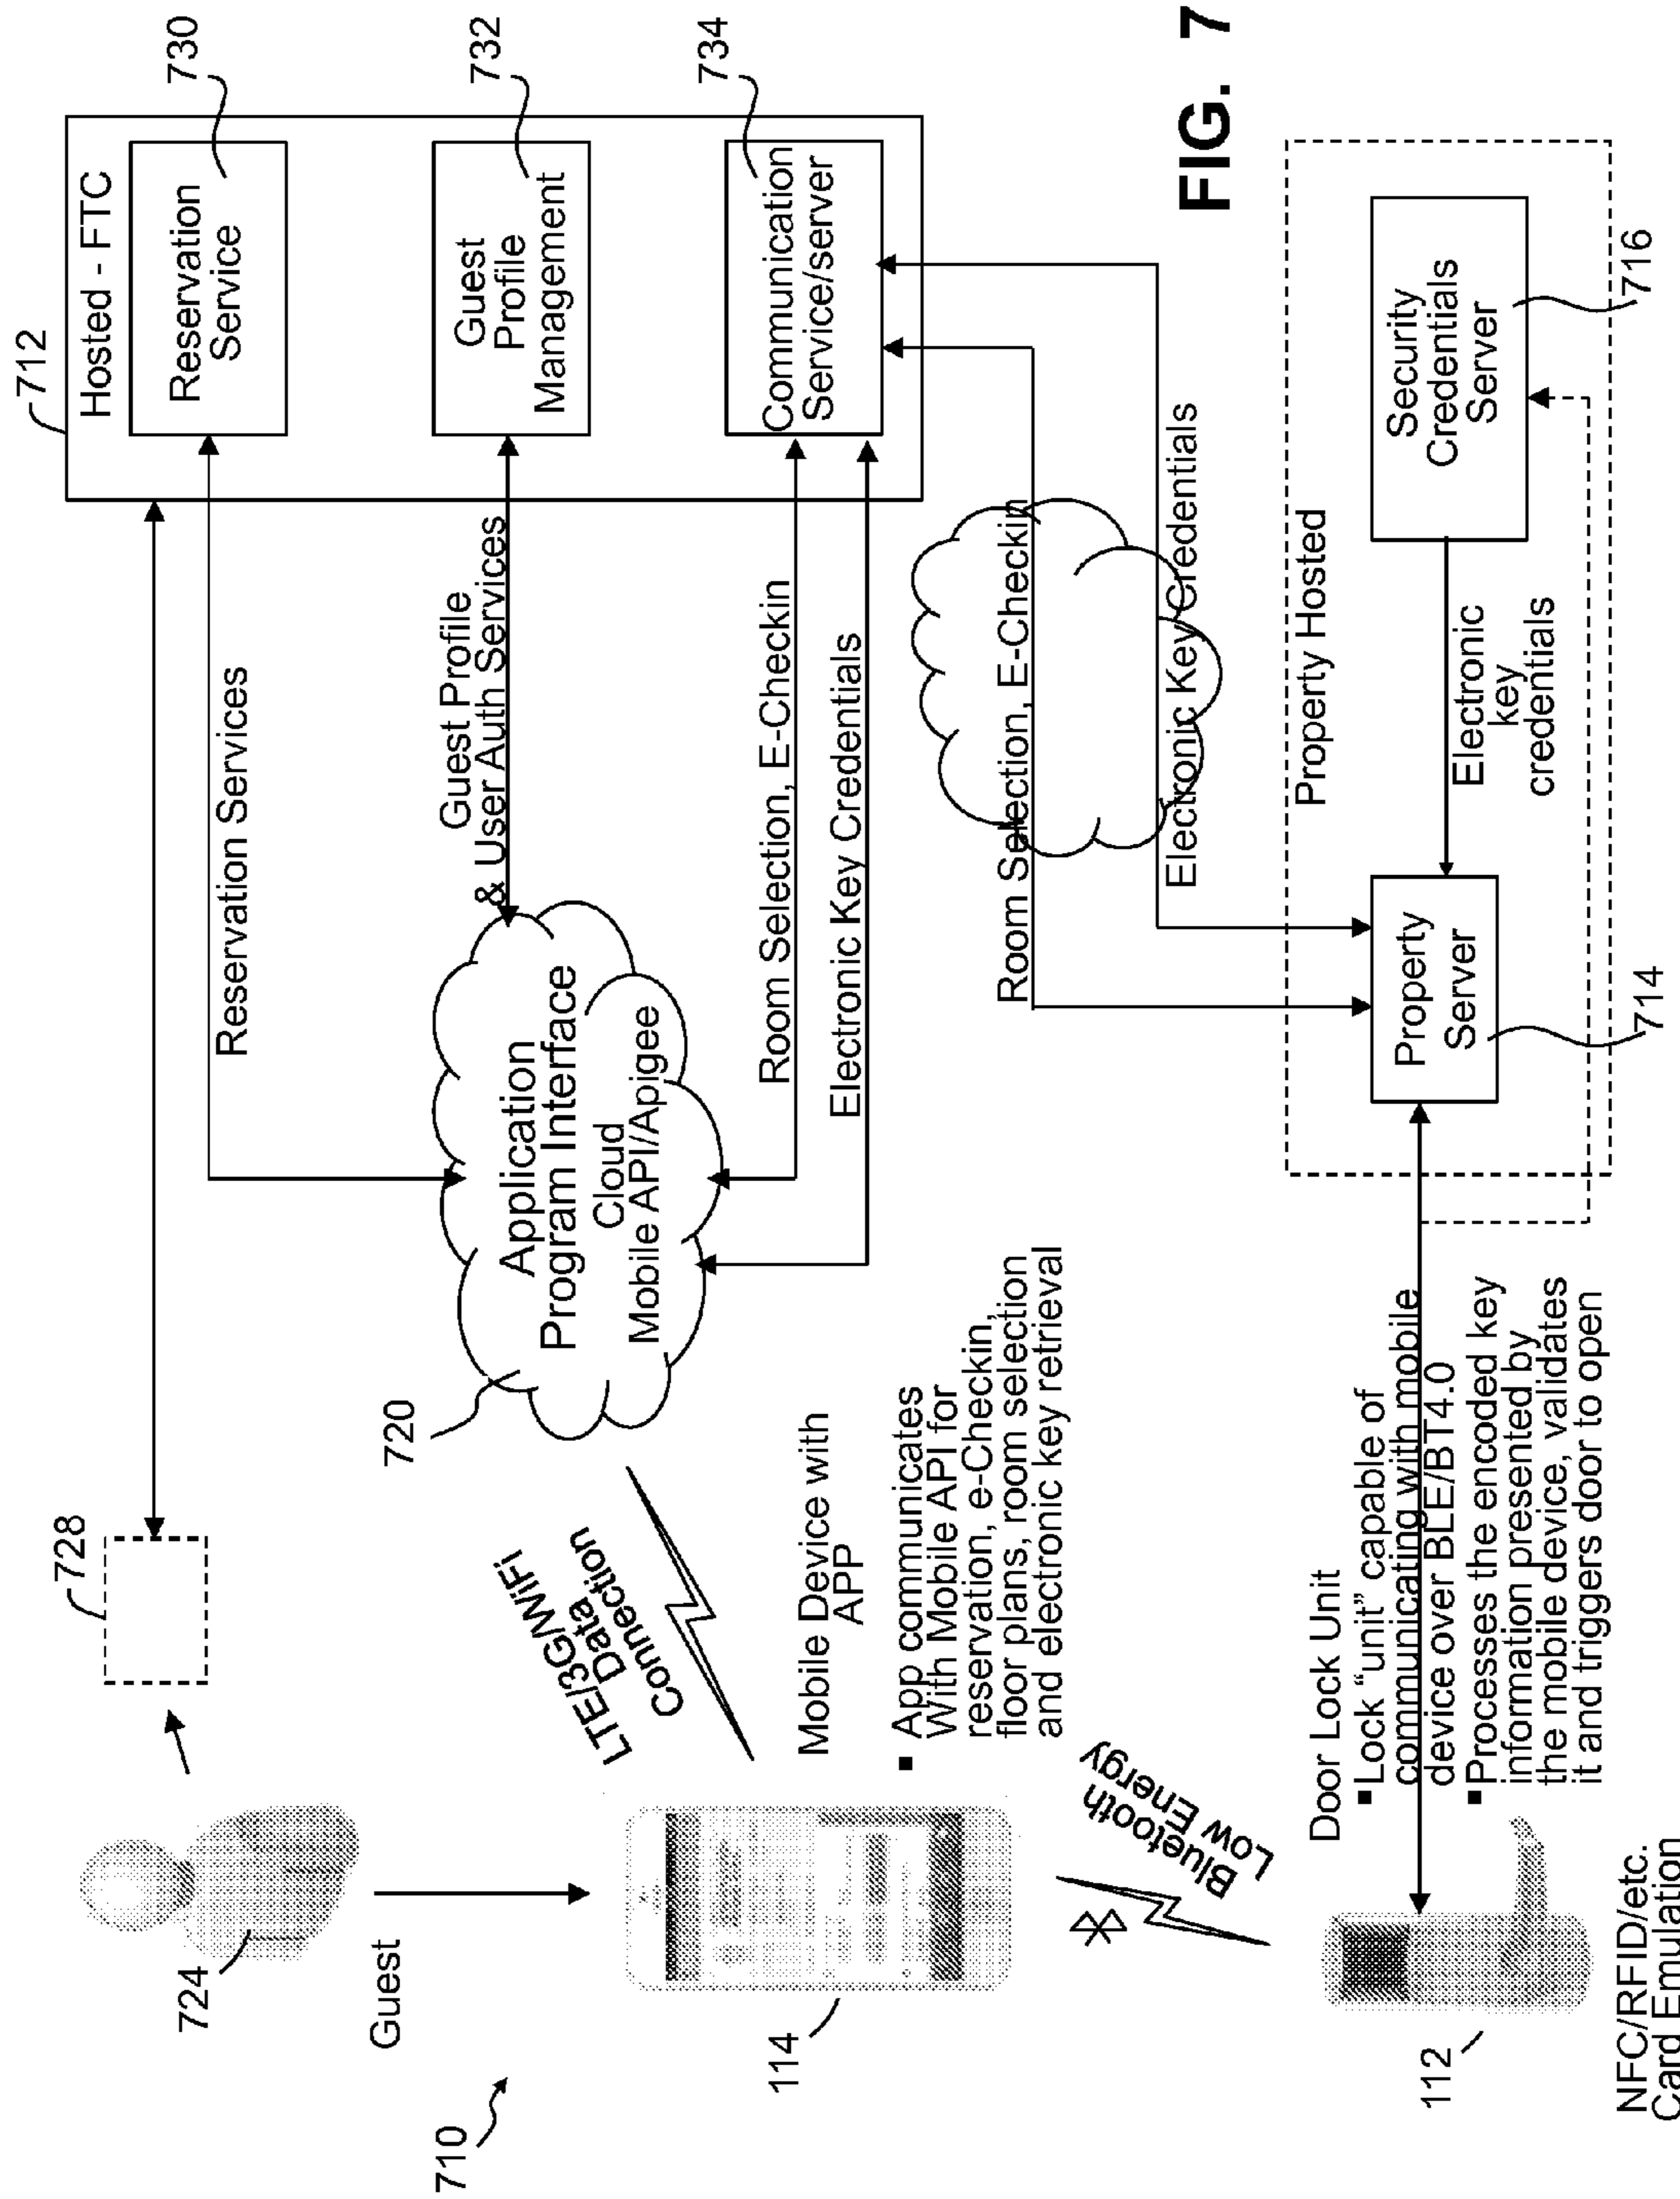 710
724
Guest
728
712
Hosted - FTC
730
Reservation
Service
732
Guest
Profile
Management
734
Communication
Service/server
Reservation Services
Guest Profile
& User Auth Services
Room Selection, E-Checkin
Electronic Key Credentials
720
Application
Program Interface
Cloud
Mobile API/Apigee
LTE/3G/WiFi
Data
Connection
114
Mobile Device with
APP
▪ App communicates
With Mobile API for
reservation, e-Checkin,
floor plans, room selection
and electronic key retrieval
Room Selection, E-Checkin
Electronic Key Credentials
Bluetooth
Low Energy
112
NFC/RFID/etc.
Card Emulation
Door Lock Unit
▪ Lock “unit” capable of
communicating with mobile
device over BLE/BT4.0
▪ Processes the encoded key
information presented by
the mobile device, validates
it and triggers door to open
Property Hosted
Property
Server
714
Electronic
key
credentials
Security
Credentials
Server
716
FIG. 7